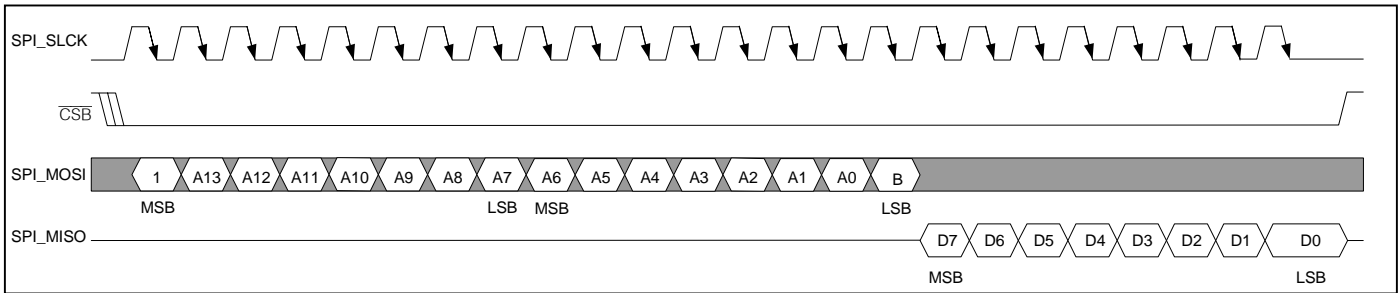 SPI_SLCK
CSB
SPI_MOSI 1 A13 A12 A11 A10 A9 A8 A7 A6 A5 A4 A3 A2 A1 A0 B
MSB LSB MSB LSB
SPI_MISO D7 D6 D5 D4 D3 D2 D1 D0
MSB LSB